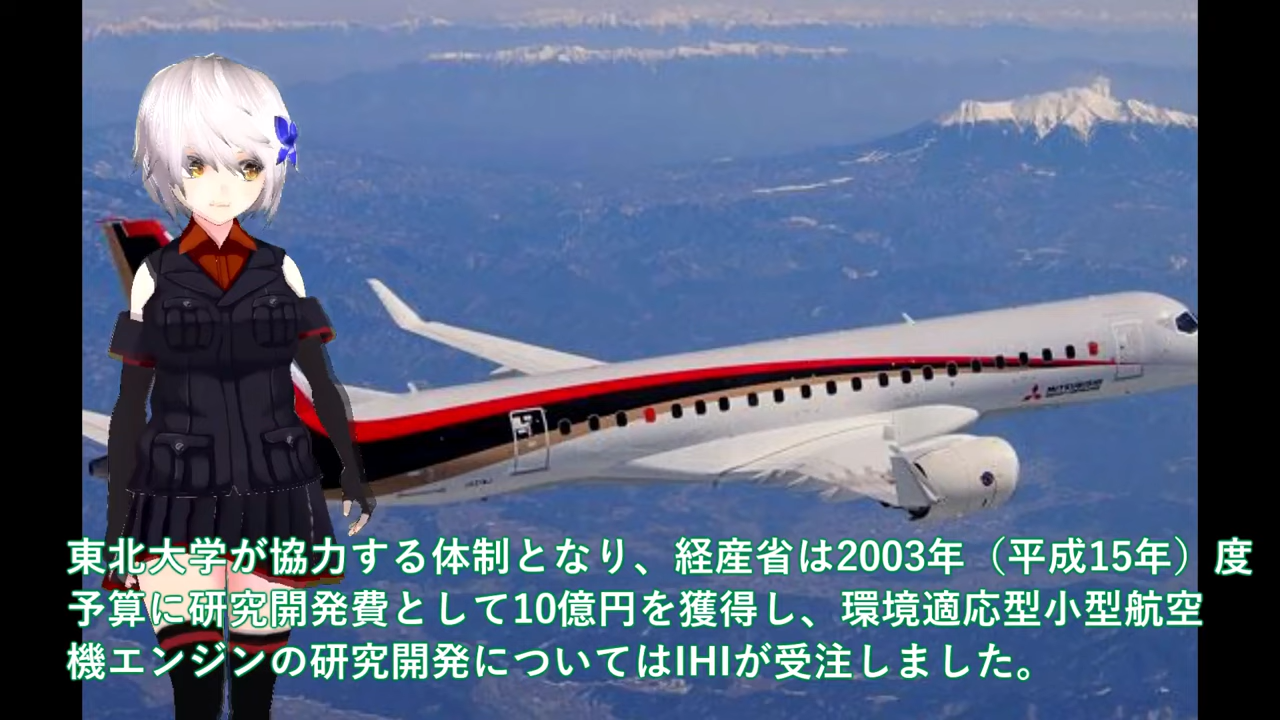 MITSUBISHI
東北大学が協力する体制となり、経産省は2003年（平成15年）度
予算に研究開発費として10億円を獲得し、環境適応型小型航空
機エンジンの研究開発についてはIHIが受注しました。